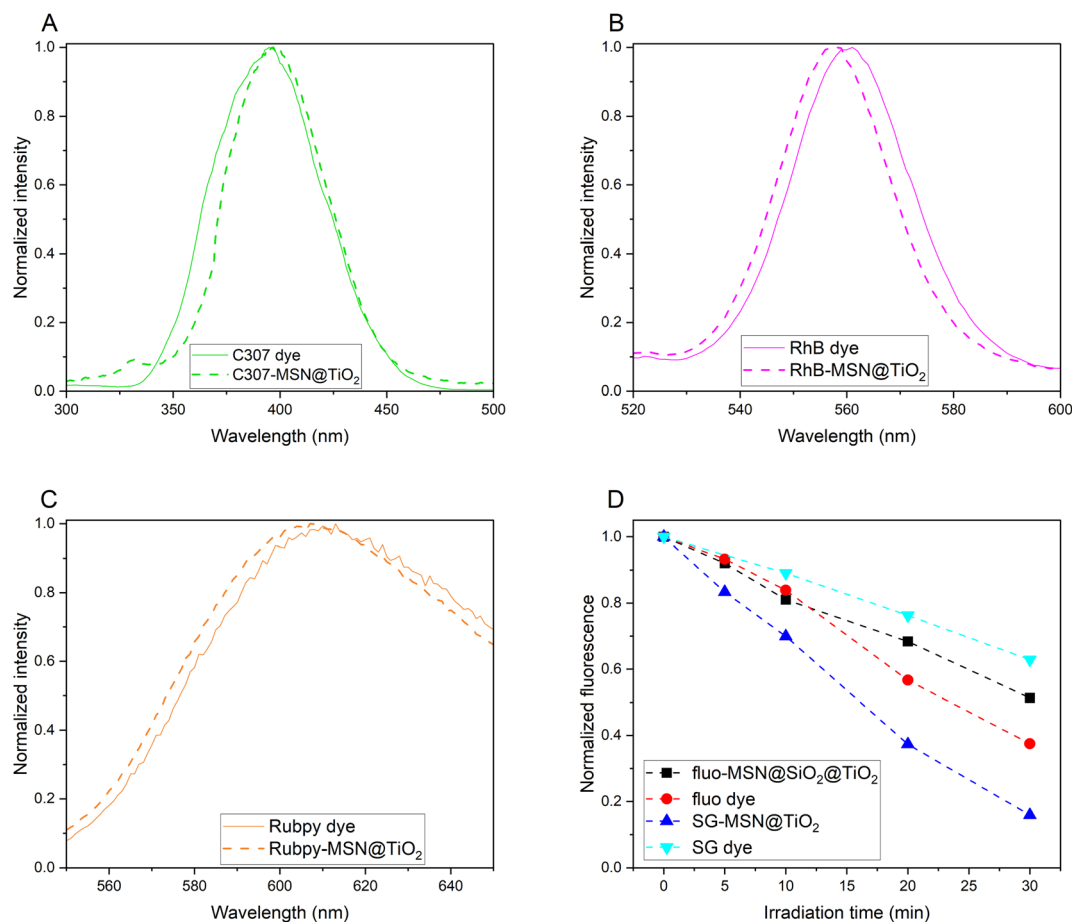 A
Normalized intensity
1.0
0.8
0.6
0.4
0.2
0.0
C307 dye
C307-MSN@TiO₂
300 350 400 450 500
Wavelength (nm)
B
Normalized intensity
1.0
0.8
0.6
0.4
0.2
0.0
RhB dye
RhB-MSN@TiO₂
520 540 560 580 600
Wavelength (nm)
C
Normalized intensity
1.0
0.8
0.6
0.4
0.2
0.0
Rubpy dye
Rubpy-MSN@TiO₂
560 580 600 620 640
Wavelength (nm)
D
Normalized fluorescence
1.0
0.8
0.6
0.4
0.2
0.0
fluo-MSN@SiO₂@TiO₂
fluo dye
SG-MSN@TiO₂
SG dye
0 5 10 15 20 25 30
Irradiation time (min)